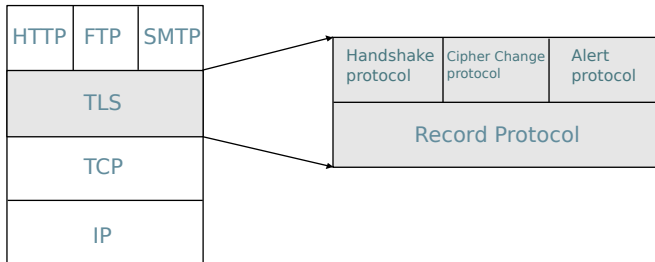 HTTP FTP SMTP
TLS
TCP
IP
Handshake protocol
Cipher Change protocol
Alert protocol
Record Protocol